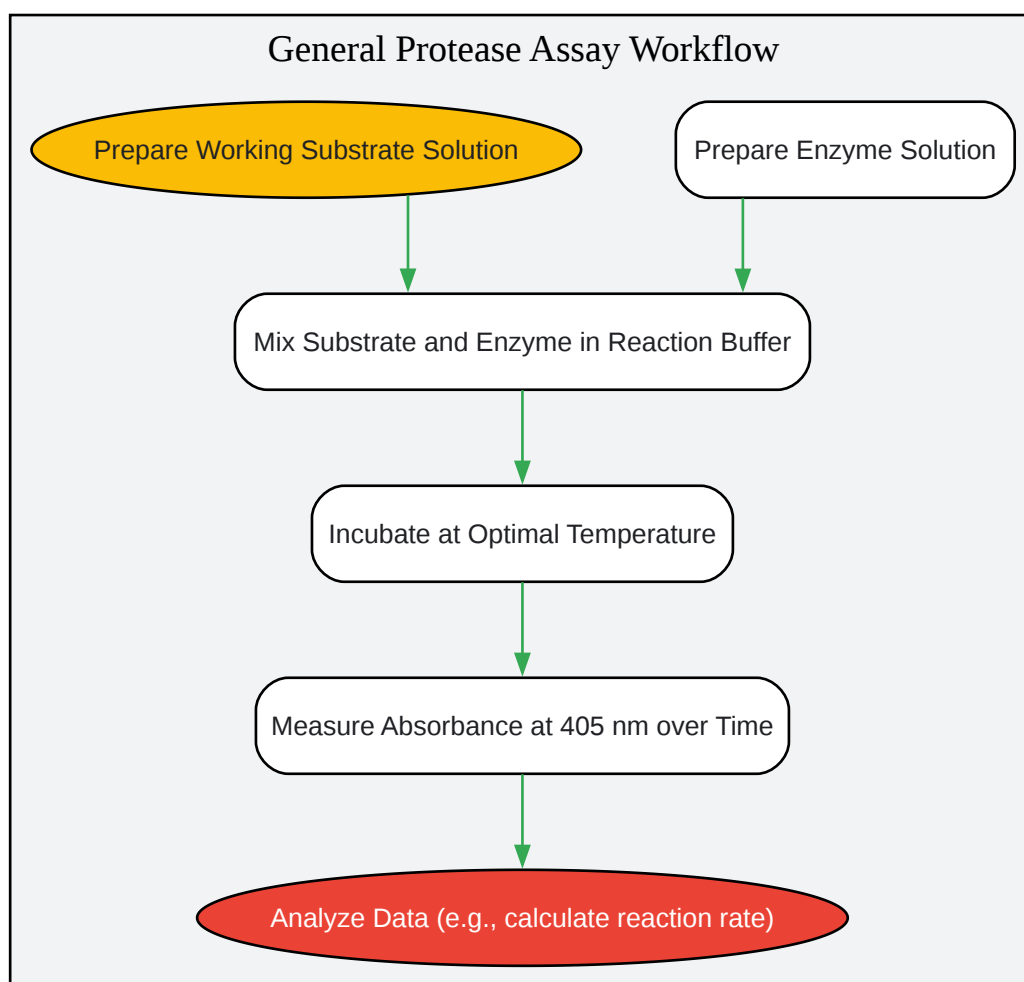 General Protease Assay Workflow
Prepare Working Substrate Solution
Prepare Enzyme Solution
Mix Substrate and Enzyme in Reaction Buffer
Incubate at Optimal Temperature
Measure Absorbance at 405 nm over Time
Analyze Data (e.g., calculate reaction rate)